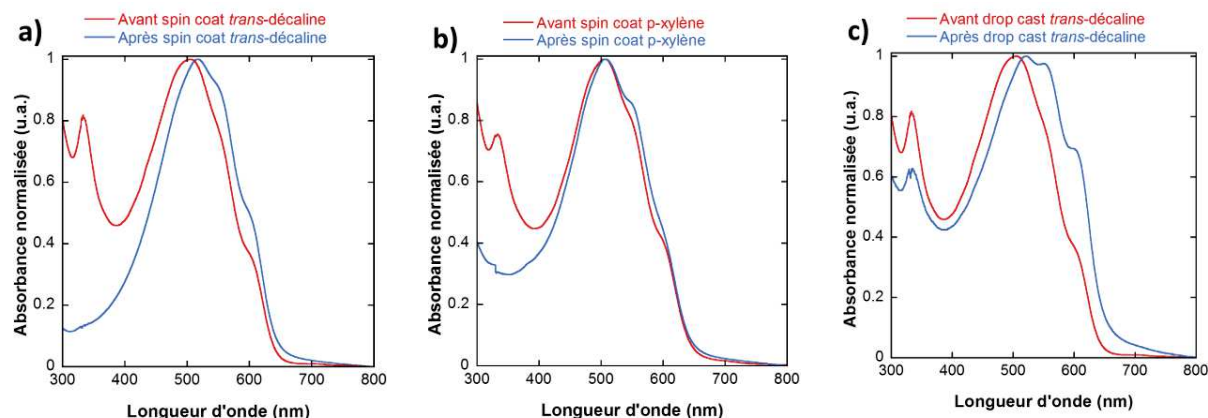 a)
Avant spin coat trans-décaline
Après spin coat trans-décaline
Absorbance normalisée (u.a.)
1
0.8
0.6
0.4
0.2
0
300 400 500 600 700 800
Longueur d'onde (nm)
b)
Avant spin coat p-xylène
Après spin coat p-xylène
Absorbance normalisée (u.a.)
1
0.8
0.6
0.4
0.2
0
300 400 500 600 700 800
Longueur d'onde (nm)
c)
Avant drop cast trans-décaline
Après drop cast trans-décaline
Absorbance normalisée (u.a.)
1
0.8
0.6
0.4
0.2
0
300 400 500 600 700 800
Longueur d'onde (nm)